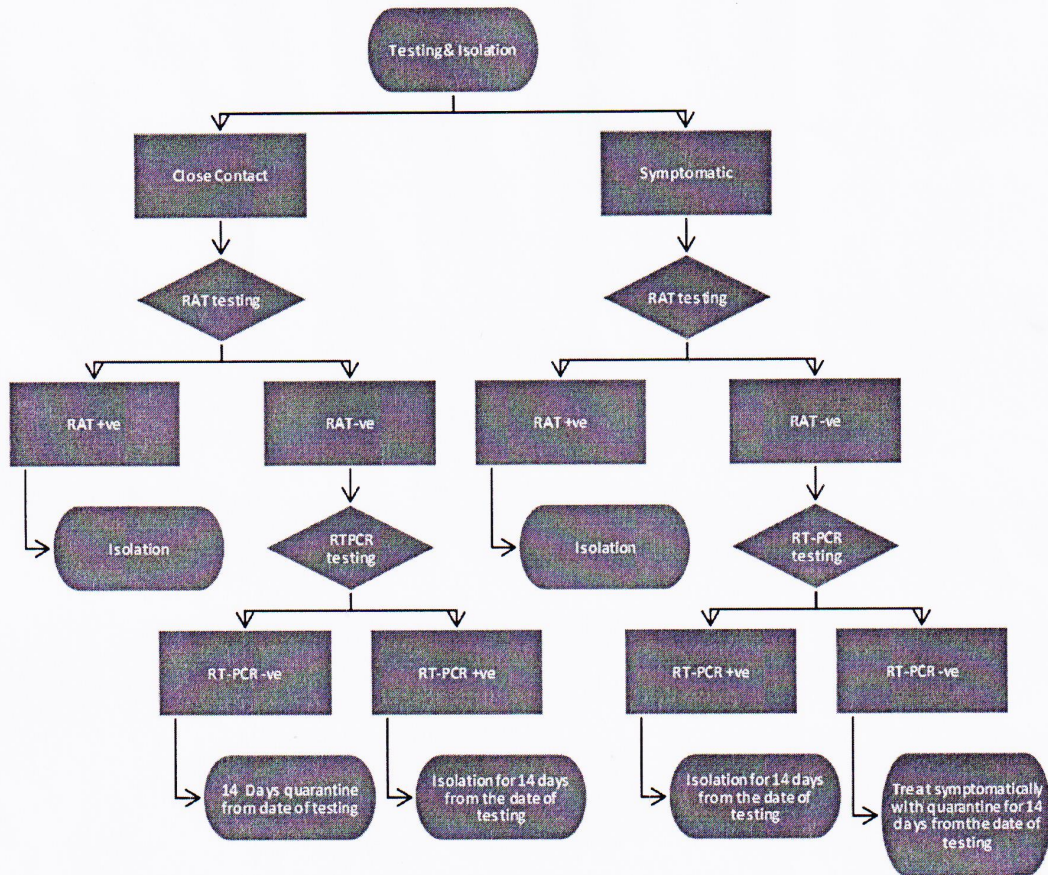 Testing & Isolation
Close Contact
Symptomatic
RAT testing
RAT testing
RAT +ve
RAT -ve
RAT +ve
RAT -ve
Isolation
RTPCR
testing
Isolation
RT-PCR
testing
RT-PCR -ve
RT-PCR +ve
RT-PCR +ve
RT-PCR -ve
14 Days quarantine
from date of testing
Isolation for 14 days
from the date of
testing
Isolation for 14 days
from the date of
testing
Treat symptomatically
with quarantine for 14
days from the date of
testing